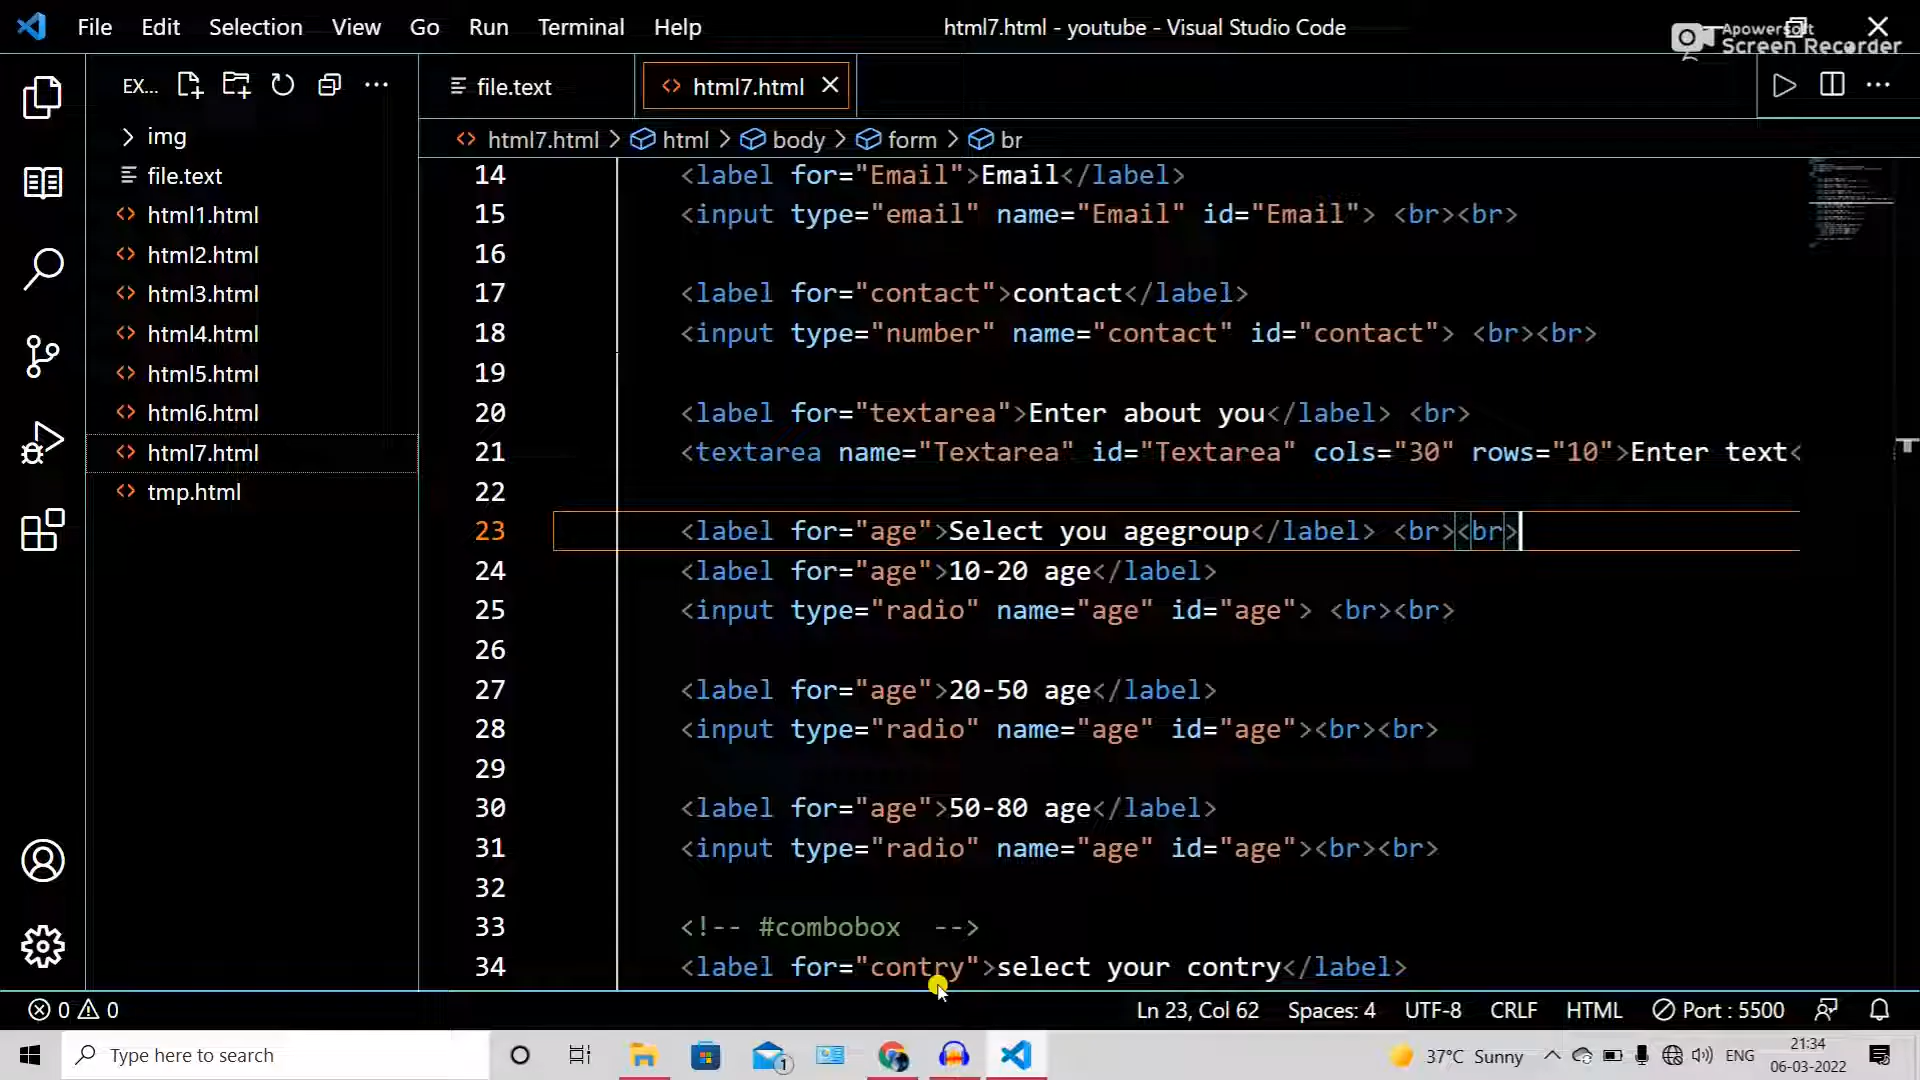 File Edit Selection View Go Run Terminal Help
html7.html - youtube - Visual Studio Code
Apowersoft
Screen Recorder
EX...
file.text
html7.html
html7.html > html > body > form > br
img
file.text
html1.html
html2.html
html3.html
html4.html
html5.html
html6.html
html7.html
tmp.html
14 <label for="Email">Email</label>
15 <input type="email" name="Email" id="Email"> <br><br>
16
17 <label for="contact">contact</label>
18 <input type="number" name="contact" id="contact"> <br><br>
19
20 <label for="textarea">Enter about you</label> <br>
21 <textarea name="Textarea" id="Textarea" cols="30" rows="10">Enter text<
22
23 <label for="age">Select you agegroup</label> <br><br>
24 <label for="age">10-20 age</label>
25 <input type="radio" name="age" id="age"> <br><br>
26
27 <label for="age">20-50 age</label>
28 <input type="radio" name="age" id="age"><br><br>
29
30 <label for="age">50-80 age</label>
31 <input type="radio" name="age" id="age"><br><br>
32
33 <!-- #combobox  -->
34 <label for="contry">select your contry</label>
0 0
Ln 23, Col 62 Spaces: 4 UTF-8 CRLF HTML Port : 5500
Type here to search
1
37°C Sunny
ENG
21:34
06-03-2022